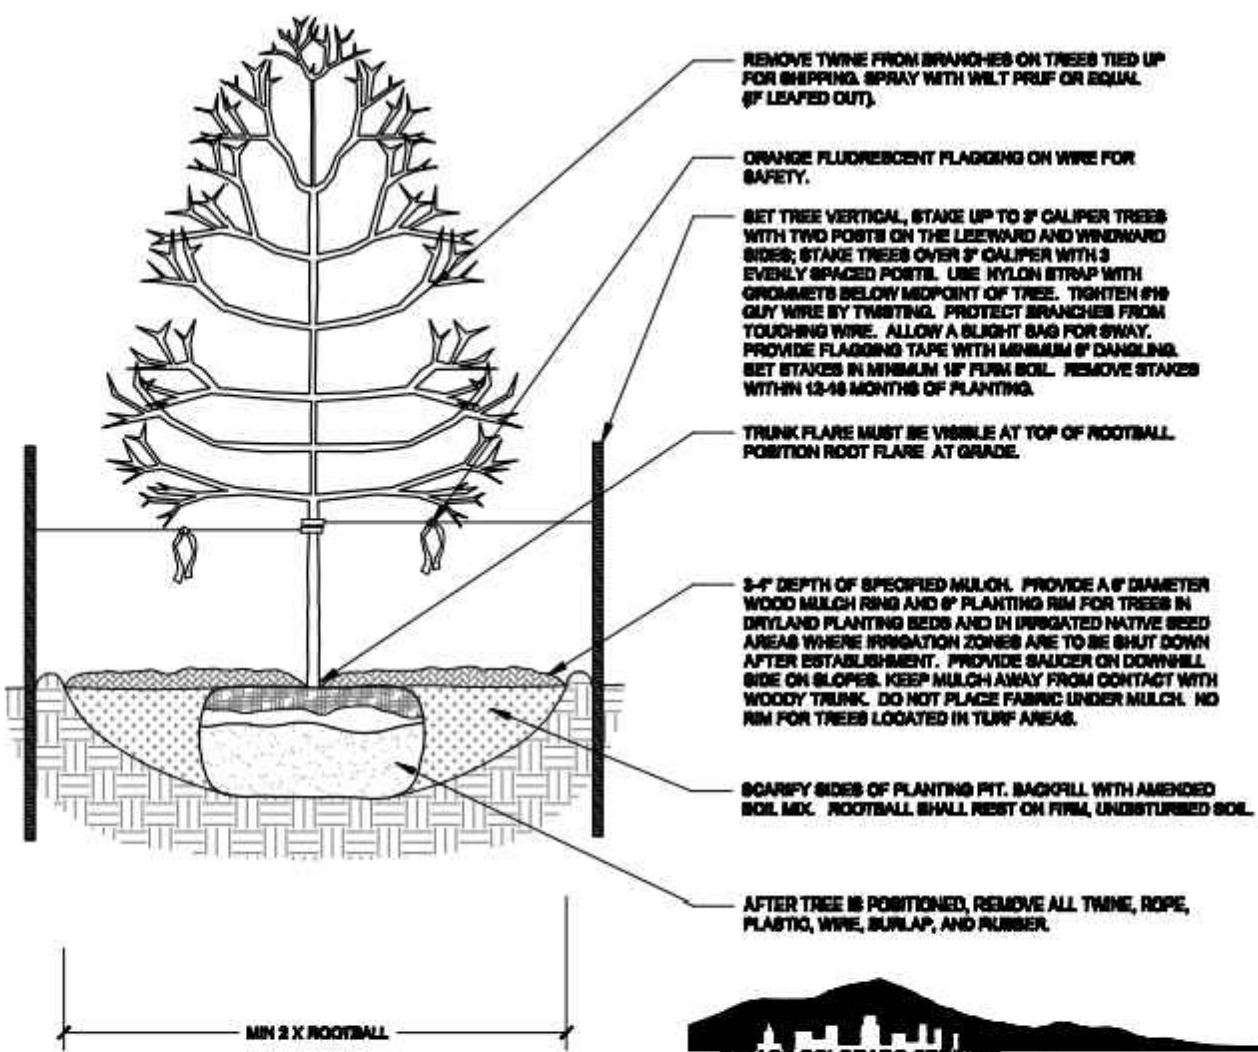 REMOVE TWINE FROM BRANCHES ON TREES TIED UP
FOR SHIPPING. SPRAY WITH WILT PRUF OR EQUAL
(IF LEAFED OUT).
ORANGE FLUORESCENT FLAGGING ON WIRE FOR
SAFETY.
SET TREE VERTICAL, STAKE UP TO 3" CALIPER TREES
WITH TWO POSTS ON THE LEEWARD AND WINDWARD
SIDES; STAKE TREES OVER 3" CALIPER WITH 3
EVENLY SPACED POSTS. USE NYLON STRAP WITH
GROMMETS BELOW MIDPOINT OF TREE. TIGHTEN
GUY WIRE BY TWISTING. PROTECT BRANCHES FROM
TOUCHING WIRE. ALLOW A SLIGHT SAG FOR SWAY.
PROVIDE FLAGGING TAPE WITH MINIMUM DANGLING.
SET STAKES IN MINIMUM 18" FIRM SOIL. REMOVE STAKES
WITHIN MONTHS OF PLANTING.
TRUNK FLARE MUST BE VISIBLE AT TOP OF ROOTBALL.
POSITION ROOT FLARE AT GRADE.
3-4" DEPTH OF SPECIFIED MULCH. PROVIDE A DIAMETER
WOOD MULCH RING AND PLANTING RIM FOR TREES IN
DRYLAND PLANTING BEDS AND IN IRRIGATED NATIVE SEED
AREAS WHERE IRRIGATION ZONES ARE TO BE SHUT DOWN
AFTER ESTABLISHMENT. PROVIDE SAUCER ON DOWNHILL
SIDE ON SLOPES. KEEP MULCH AWAY FROM CONTACT WITH
WOODY TRUNK. DO NOT PLACE FABRIC UNDER MULCH. NO
RIM FOR TREES LOCATED IN TURF AREAS.
SCARIFY SIDES OF PLANTING PIT. BACKFILL WITH AMENDED
SOIL MIX. ROOTBALL SHALL REST ON FIRM, UNDISTURBED SOIL.
AFTER TREE IS POSITIONED, REMOVE ALL TWINE, ROPE,
PLASTIC, WIRE, BURLAP, AND RUBBER.
MIN 2 X ROOTBALL